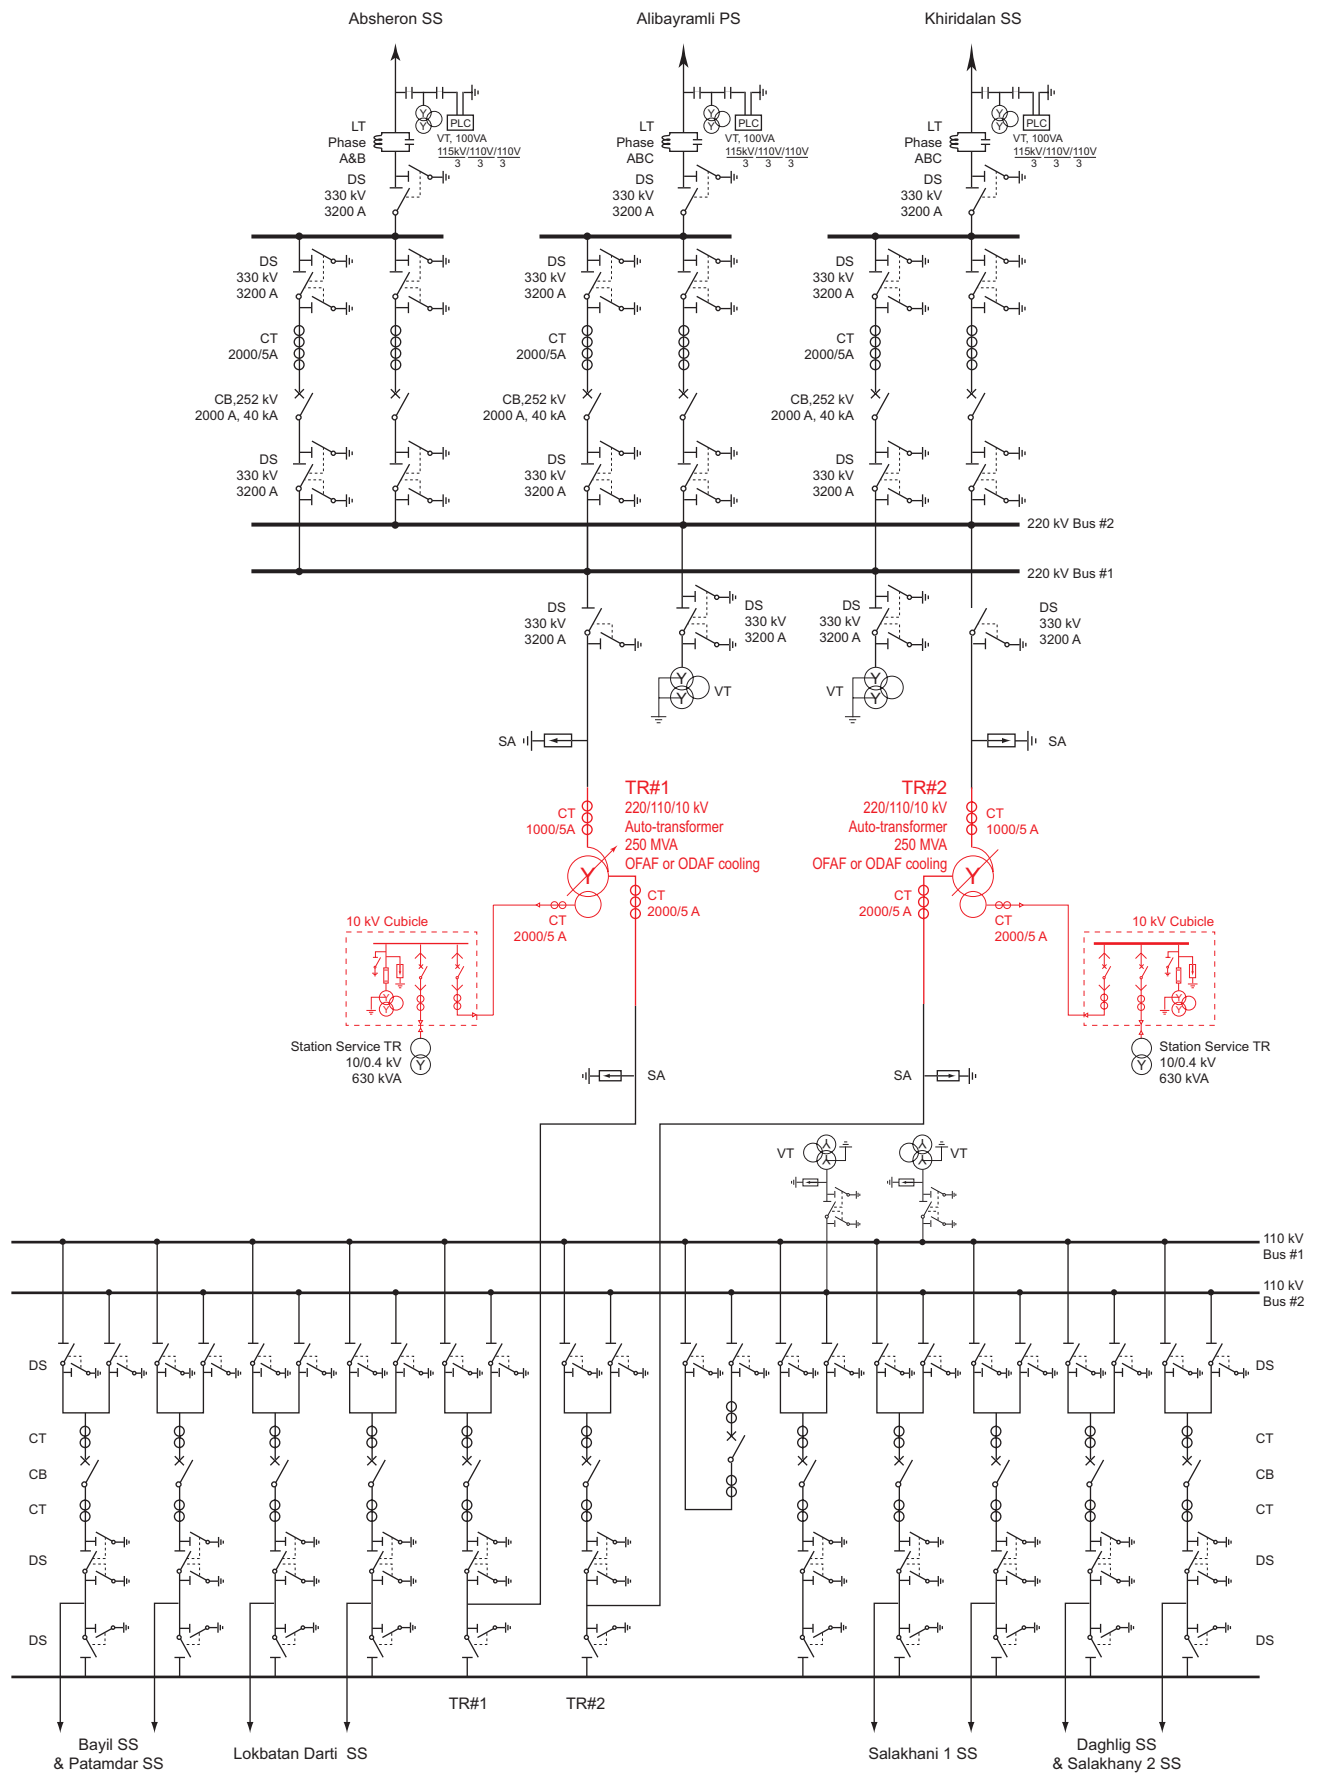 Absheron SS
Alibayramli PS
Khiridalan SS
LT
Phase
A&B
Y
Y
PLC
VT, 100VA
115kV/110V/110V
3 3 3
DS
330 kV
3200 A
LT
Phase
ABC
Y
Y
PLC
VT, 100VA
115kV/110V/110V
3 3 3
DS
330 kV
3200 A
LT
Phase
ABC
Y
Y
PLC
VT, 100VA
115kV/110V/110V
3 3 3
DS
330 kV
3200 A
DS
330 kV
3200 A
CT
2000/5A
CB,252 kV
2000 A, 40 kA
DS
330 kV
3200 A
DS
330 kV
3200 A
CT
2000/5A
CB,252 kV
2000 A, 40 kA
DS
330 kV
3200 A
DS
330 kV
3200 A
CT
2000/5A
CB,252 kV
2000 A, 40 kA
DS
330 kV
3200 A
220 kV Bus #2
220 kV Bus #1
DS
330 kV
3200 A
DS
330 kV
3200 A
DS
330 kV
3200 A
DS
330 kV
3200 A
Y
Y
VT
VT
Y
Y
SA
SA
TR#1
220/110/10 kV
Auto-transformer
250 MVA
OFAF or ODAF cooling
CT
1000/5A
Y
CT
2000/5 A
CT
2000/5 A
TR#2
220/110/10 kV
Auto-transformer
250 MVA
OFAF or ODAF cooling
CT
1000/5 A
Y
CT
2000/5 A
CT
2000/5 A
10 kV Cubicle
Y
Y
Station Service TR
10/0.4 kV
630 kVA
Y
10 kV Cubicle
Y
Y
Station Service TR
10/0.4 kV
630 kVA
Y
SA
SA
VT
Y
Y
VT
Y
Y
110 kV
Bus #1
110 kV
Bus #2
DS
DS
CT
CT
CB
CB
CT
CT
DS
DS
DS
DS
TR#1
TR#2
Bayil SS
& Patamdar SS
Lokbatan Darti SS
Salakhani 1 SS
Daghlig SS
& Salakhany 2 SS